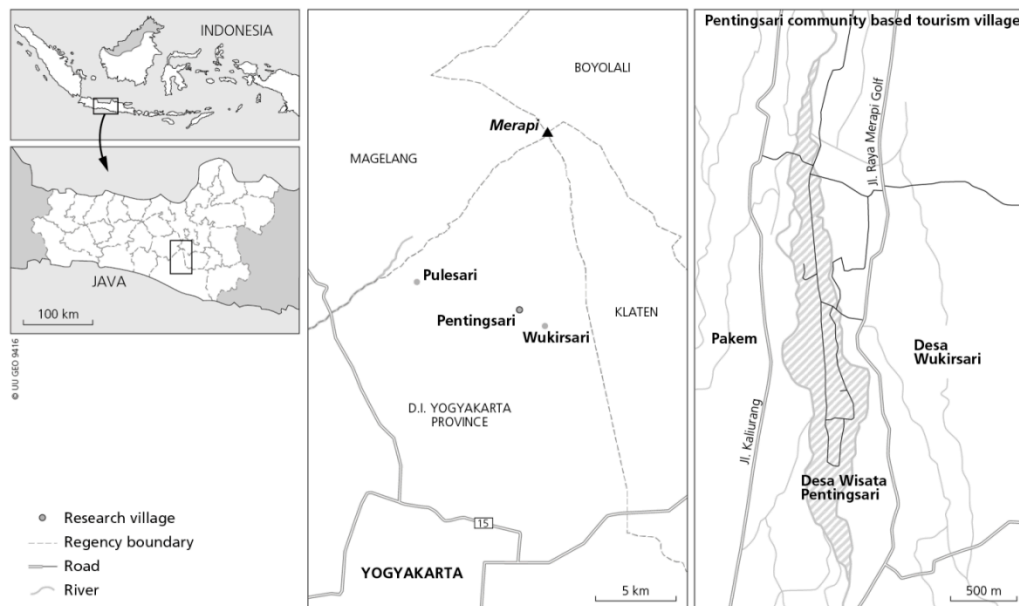 INDONESIA
JAVA
100 km
© UU GEO 9416
Research village
Regency boundary
Road
River
BOYOLALI
Merapi
MAGELANG
Pulesari
Pentingsari
Wukirsari
KLATEN
D.I. YOGYAKARTA
PROVINCE
15
YOGYAKARTA
5 km
Pentingsari community based tourism village
Jl. Raya Merapi Golf
Pakem
Desa
Wukirsari
Jl. Kaliurang
Desa Wisata
Pentingsari
500 m